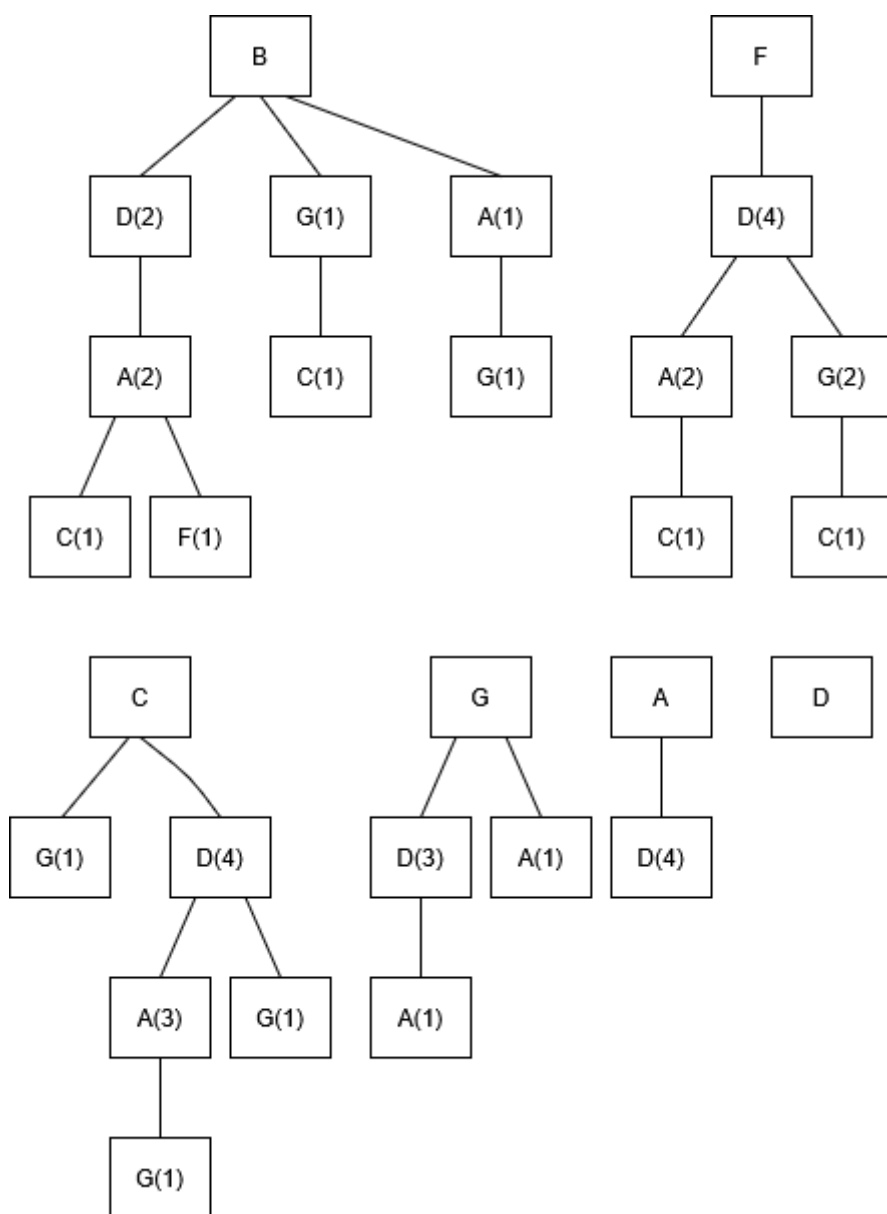 B
F
D(2)
G(1)
A(1)
D(4)
A(2)
C(1)
G(1)
A(2)
G(2)
C(1)
F(1)
C(1)
C(1)
C
G
A
D
G(1)
D(4)
D(3)
A(1)
D(4)
A(3)
G(1)
A(1)
G(1)